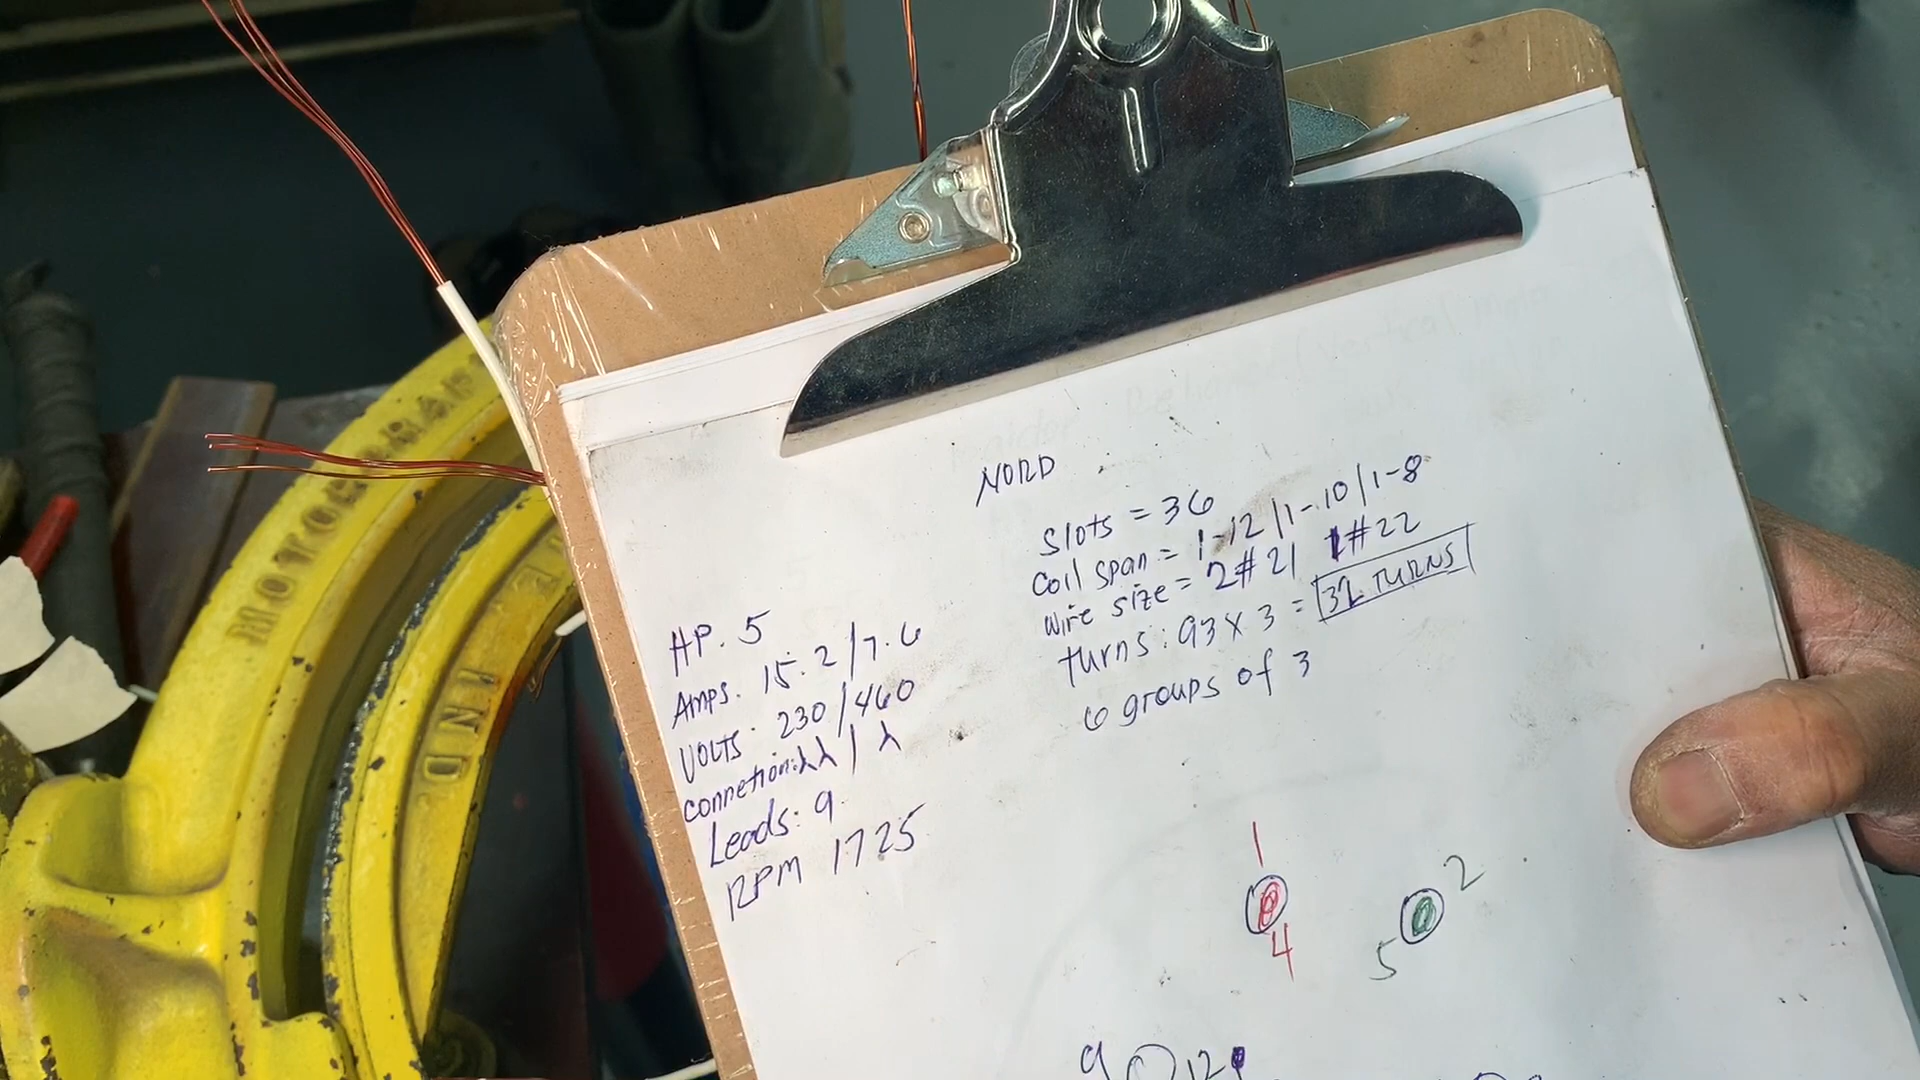 NORD
Slots = 36
Coil span = 1-12/1-10/1-8
Wire size = 2#21 1#22
turns: 93 x 3 = 32 TURNS
6 groups of 3
HP. 5
Amps. 15.2/7.6
VOLTS. 230/460
Connetion: ⅄⅄ / ⅄
Leads: 9
RPM 1725
1
4
2
5
9
12
IND